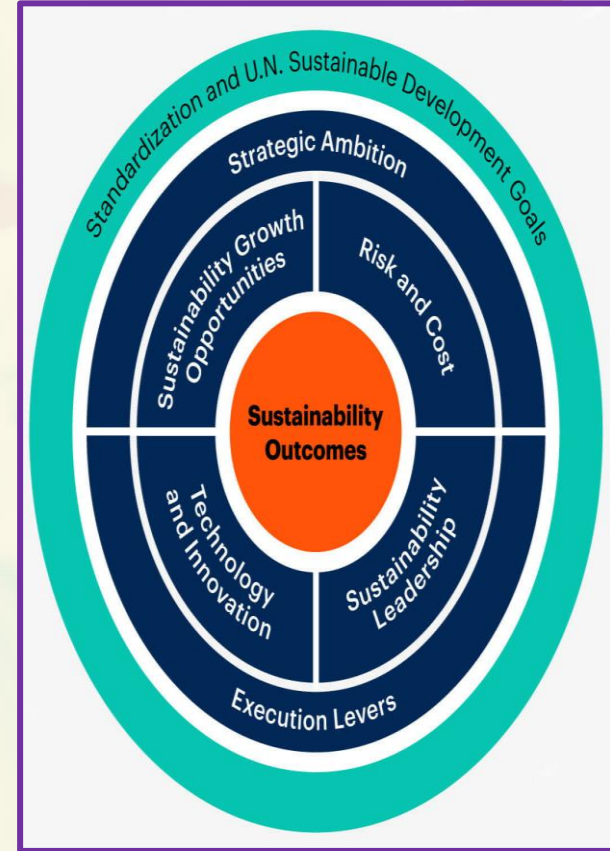 Standardization and U.N. Sustainable Development Goals
Strategic Ambition
Sustainability Growth
Opportunities
Risk and Cost
Sustainability
Outcomes
Technology
and Innovation
Sustainability
Leadership
Execution Levers